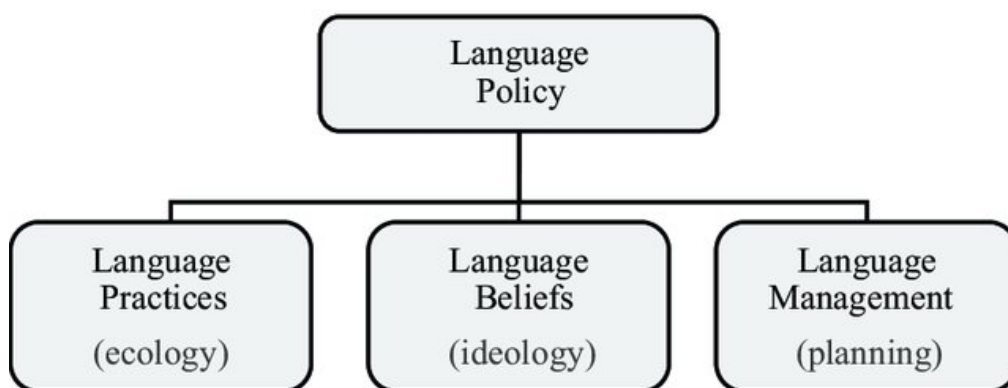 Language
Policy
Language
Practices
(ecology)
Language
Beliefs
(ideology)
Language
Management
(planning)